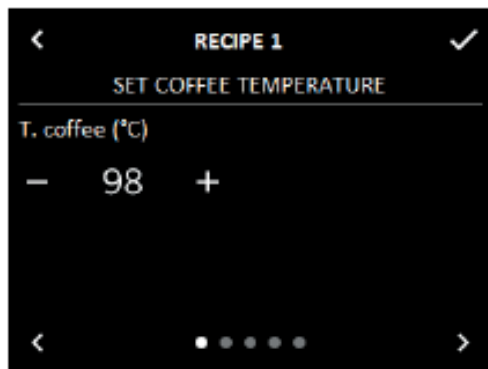 RECIPE 1
SET COFFEE TEMPERATURE
T. coffee (°C)
− 98 +